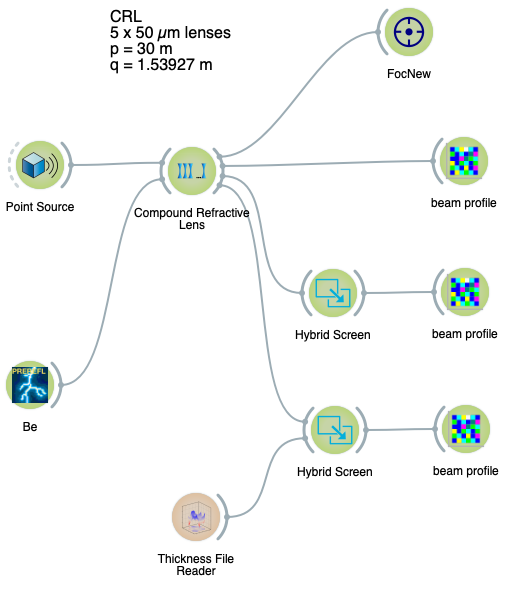 CRL
5 x 50 µm lenses
p = 30 m
q = 1.53927 m
FocNew
Point Source
Compound Refractive
Lens
beam profile
Hybrid Screen
beam profile
PREREFL
Be
Hybrid Screen
beam profile
Thickness File
Reader